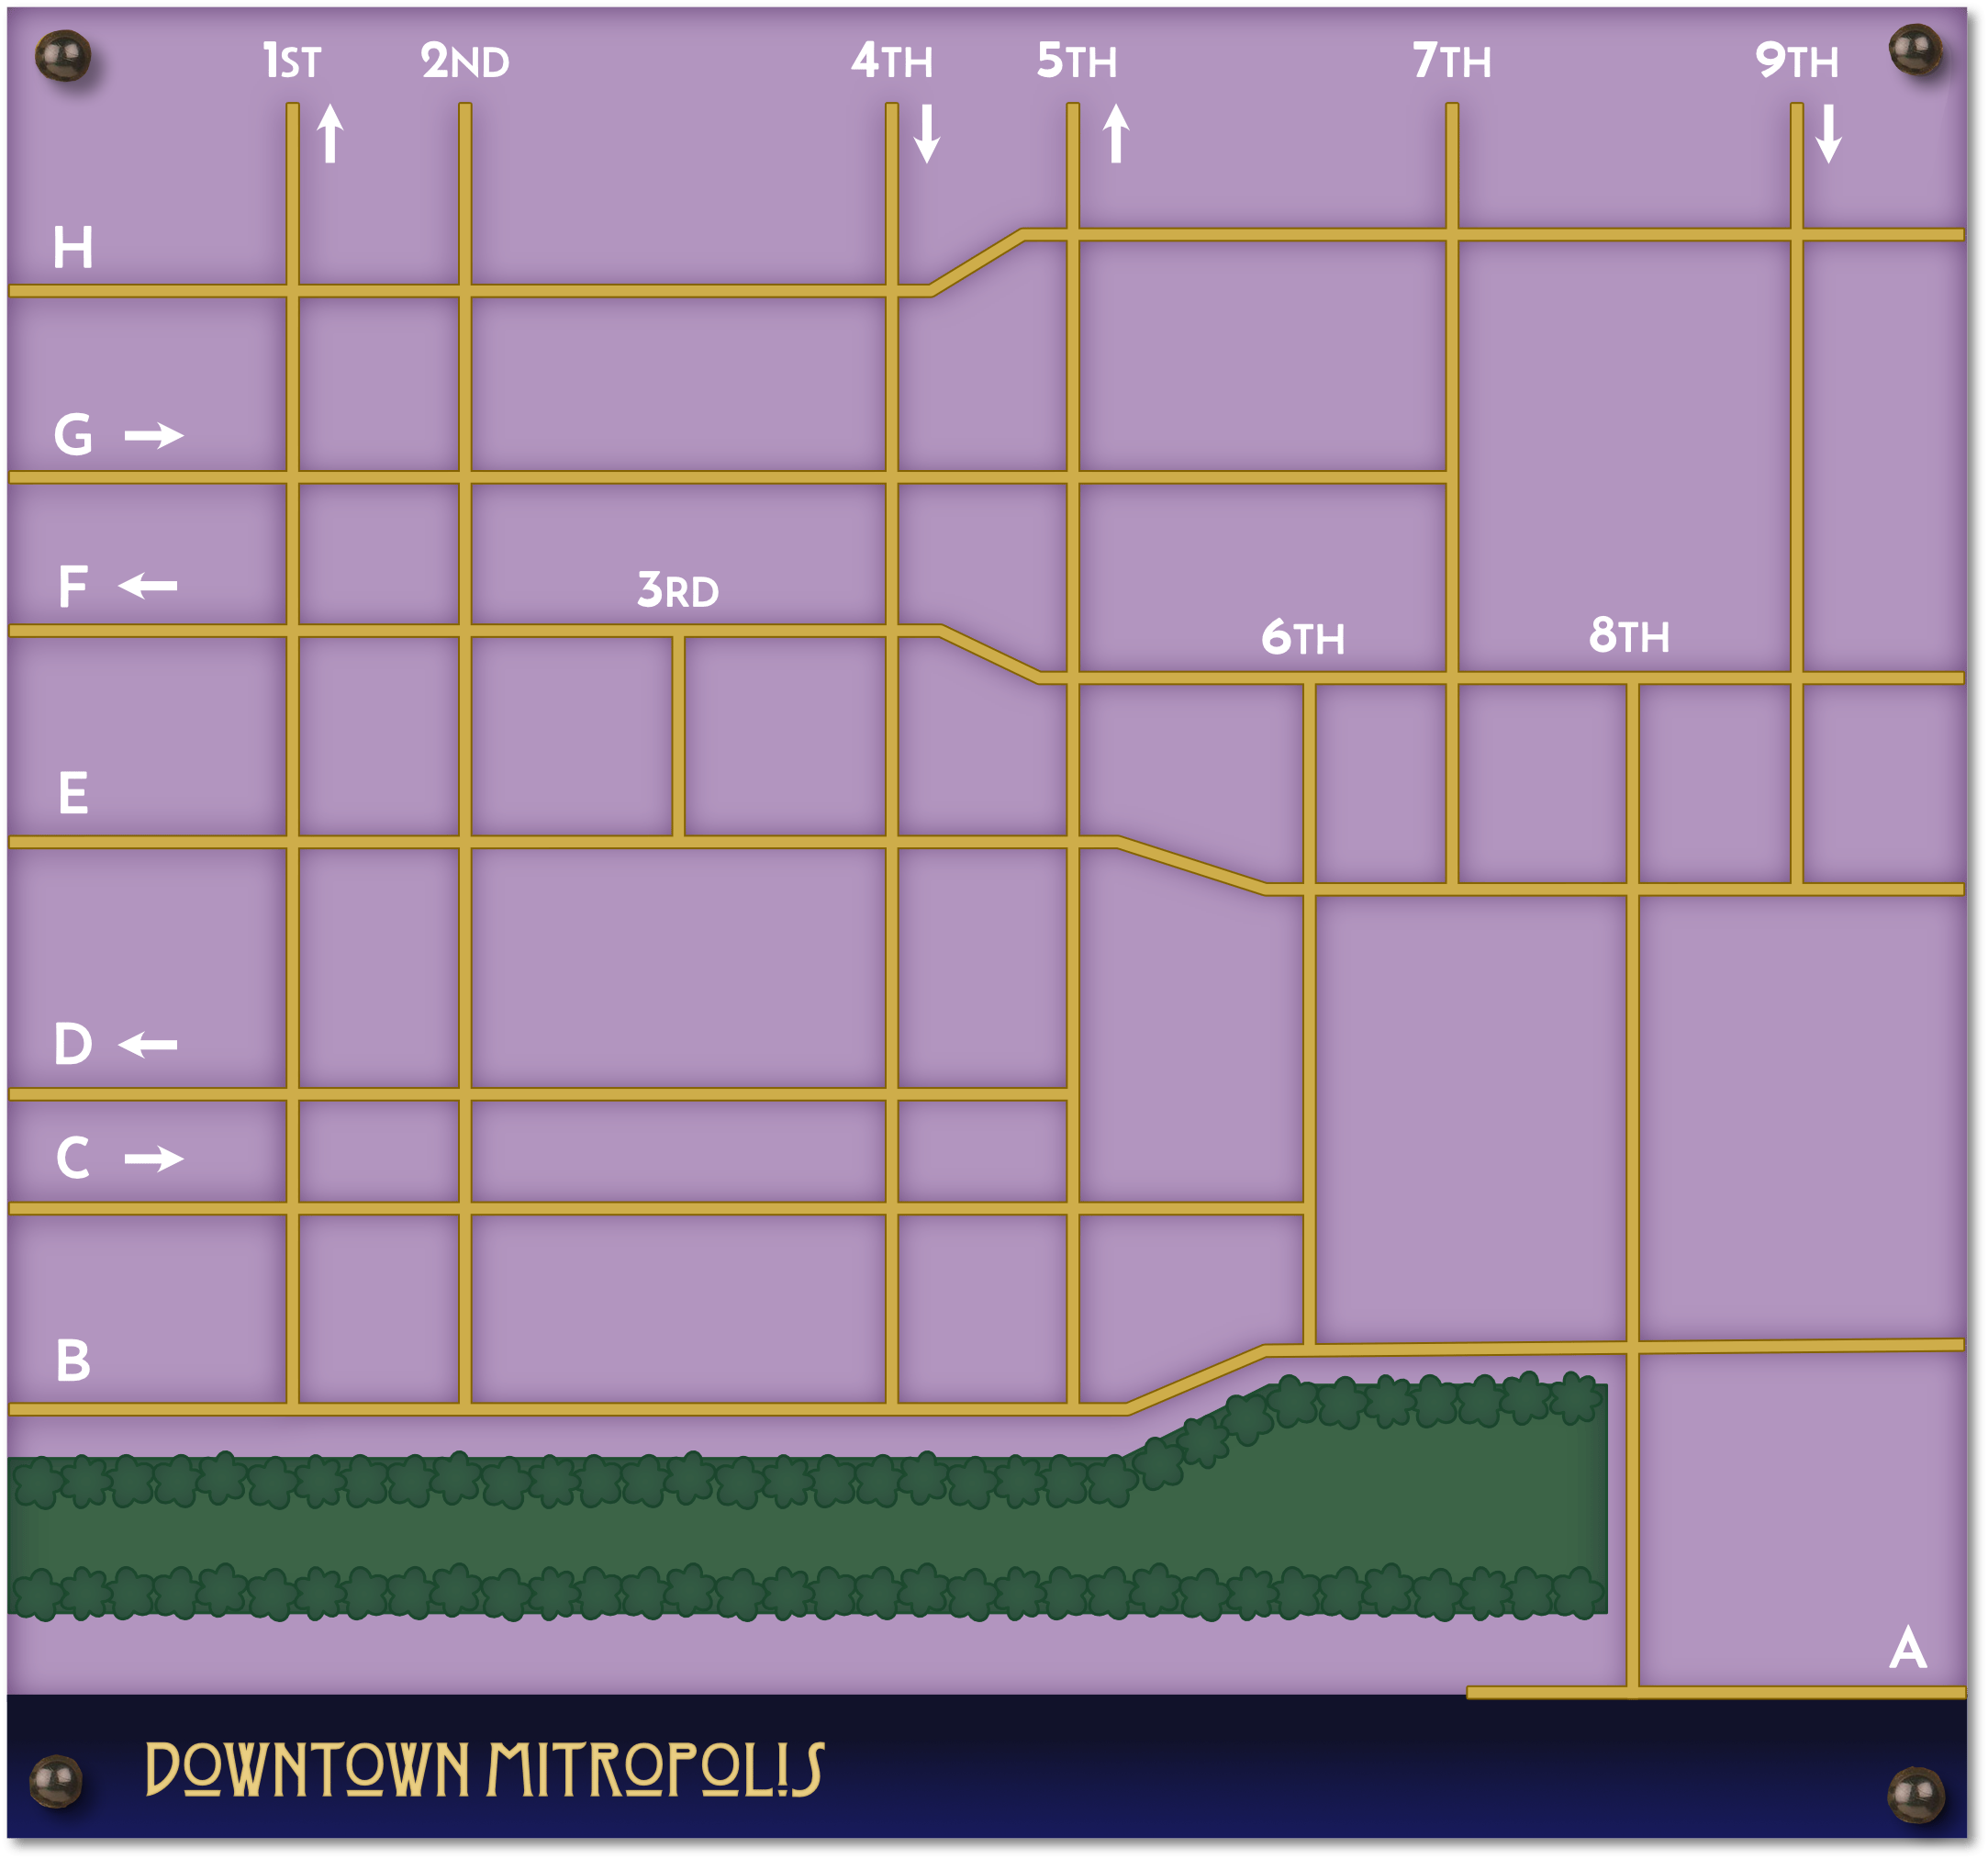 1ST 2ND 4TH 5TH 7TH 9TH
H
G
F
3RD
6TH 8TH
E
D
C
B
A
DOWNTOWN MITROPOLIS